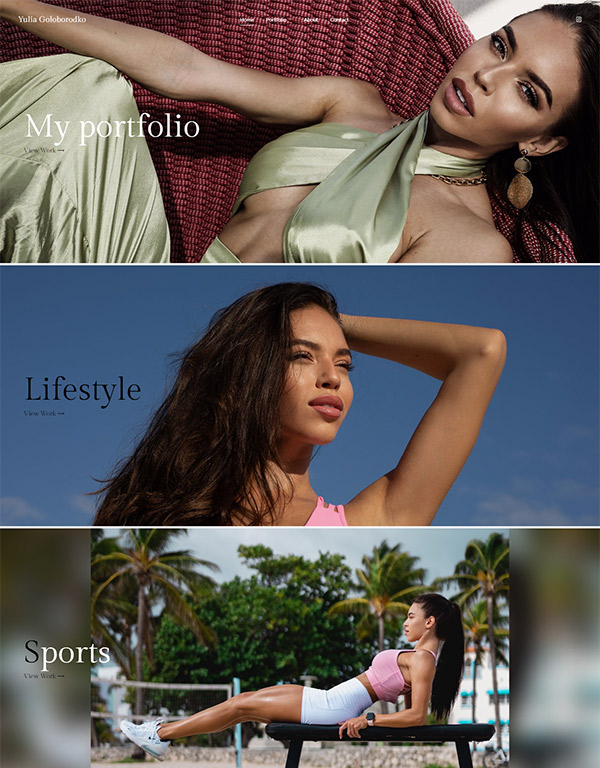 Yulia Goloborodko
Home Portfolio About Contact
My portfolio
View Work ⟶
Lifestyle
View Work ⟶
Sports
View Work ⟶